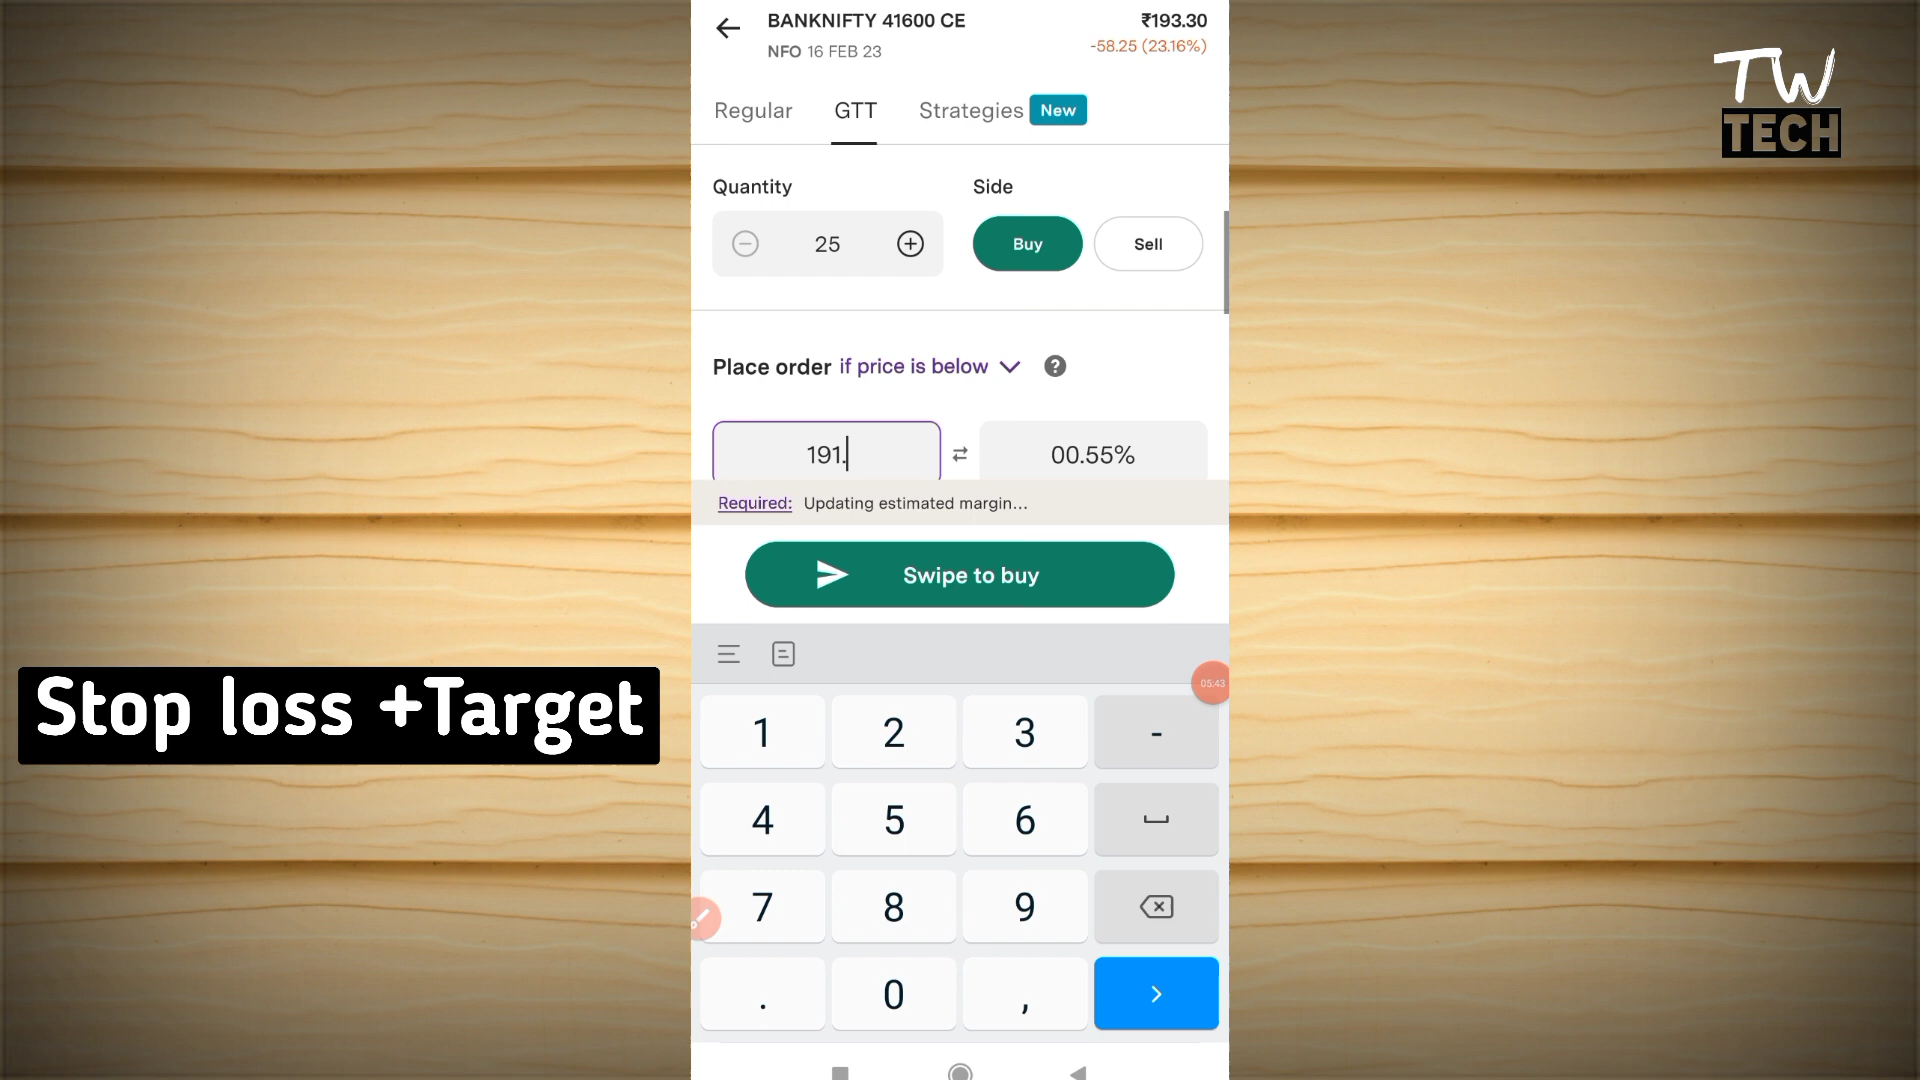 BANKNIFTY 41600 CE
₹193.30
NFO 16 FEB 23
-58.25 (23.16%)
TW
TECH
Regular
GTT
Strategies
New
Quantity
Side
25
Buy
Sell
Place order if price is below
?
191.
00.55%
Required: Updating estimated margin...
Swipe to buy
05:43
Stop loss +Target
1 2 3 -
4 5 6
7 8 9
. 0 ,